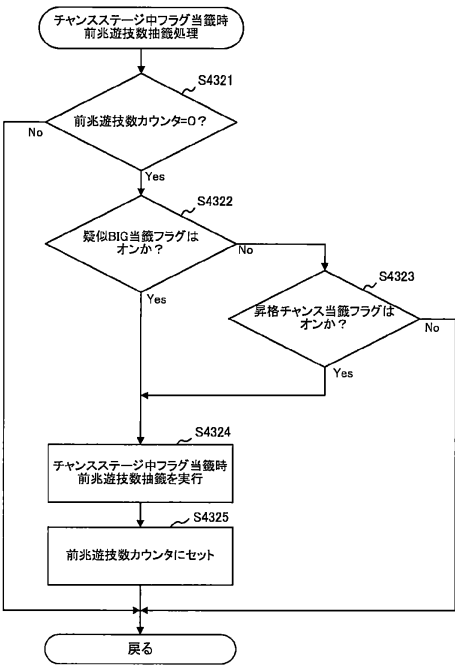 チャンスステージ中フラグ当籤時
前兆遊技数抽籤処理
S4321
前兆遊技数カウンタ=0?
No
Yes
S4322
疑似BIG当籤フラグは
オンか?
No
Yes
S4323
昇格チャンス当籤フラグは
オンか?
No
Yes
S4324
チャンスステージ中フラグ当籤時
前兆遊技数抽籤を実行
S4325
前兆遊技数カウンタにセット
戻る